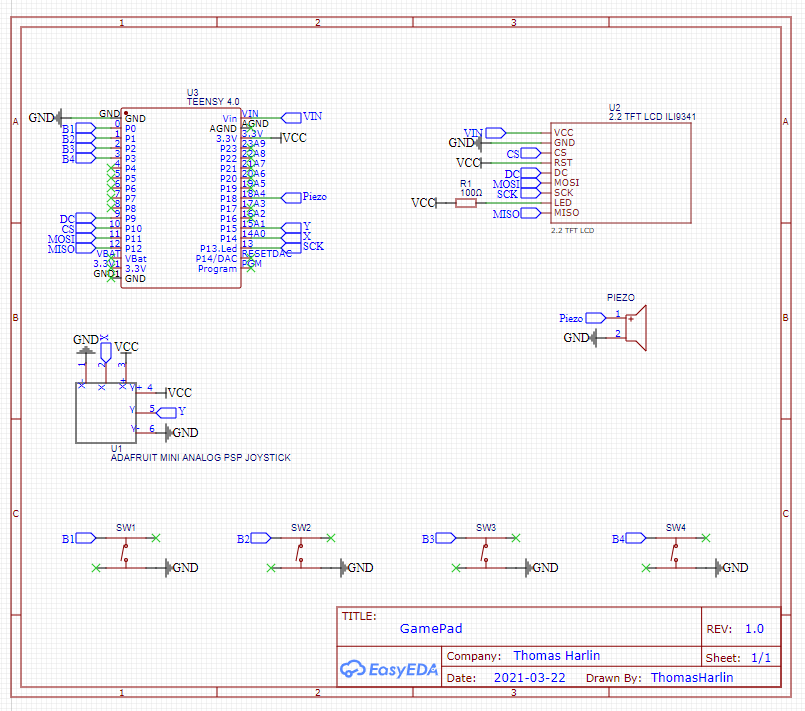 1 2 3
A A
B B
C C
1 2 3
U3
TEENSY 4.0
GND
GND
GND
0
P0
B1
1
P1
B2
2
P2
B3
3
P3
B4
4
P4
5
P5
6
P6
7
P7
8
P8
DC
9
P9
CS
10
P10
MOSI
11
P11
MISO
12
P12
VBAT
VBat
3.3V1
3.3V
GND1
GND
Vin
VIN
VIN
AGND
AGND
3.3V
3.3V
VCC
P23
23A9
P22
22A8
P21
21A7
P20
20A6
P19
19A5
P18
18A4
Piezo
P17
17A3
P16
16A2
P15
15A1
Y
P14
14A0
X
P13.Led
13
SCK
P14/DAC
RESETDAC
Program
PGM
U2
2.2 TFT LCD ILI9341
VIN
VCC
GND
GND
CS
CS
VCC
RST
DC
DC
MOSI
MOSI
SCK
SCK
R1
100Ω
VCC
LED
MISO
MISO
2.2 TFT LCD
PIEZO
Piezo
1
+
GND
2
GND
X
VCC
1
2
3
X-
X
X+
Y+
4
VCC
Y
5
Y
Y-
6
GND
U1
ADAFRUIT MINI ANALOG PSP JOYSTICK
SW1
B1
GND
SW2
B2
GND
SW3
B3
GND
SW4
B4
GND
TITLE:
GamePad
REV: 1.0
EasyEDA
Company: Thomas Harlin
Sheet: 1/1
Date: 2021-03-22 Drawn By: ThomasHarlin